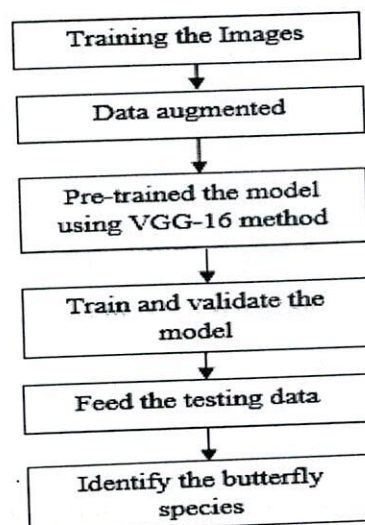 Training the Images
Data augmented
Pre-trained the model
using VGG-16 method
Train and validate the
model
Feed the testing data
Identify the butterfly
species